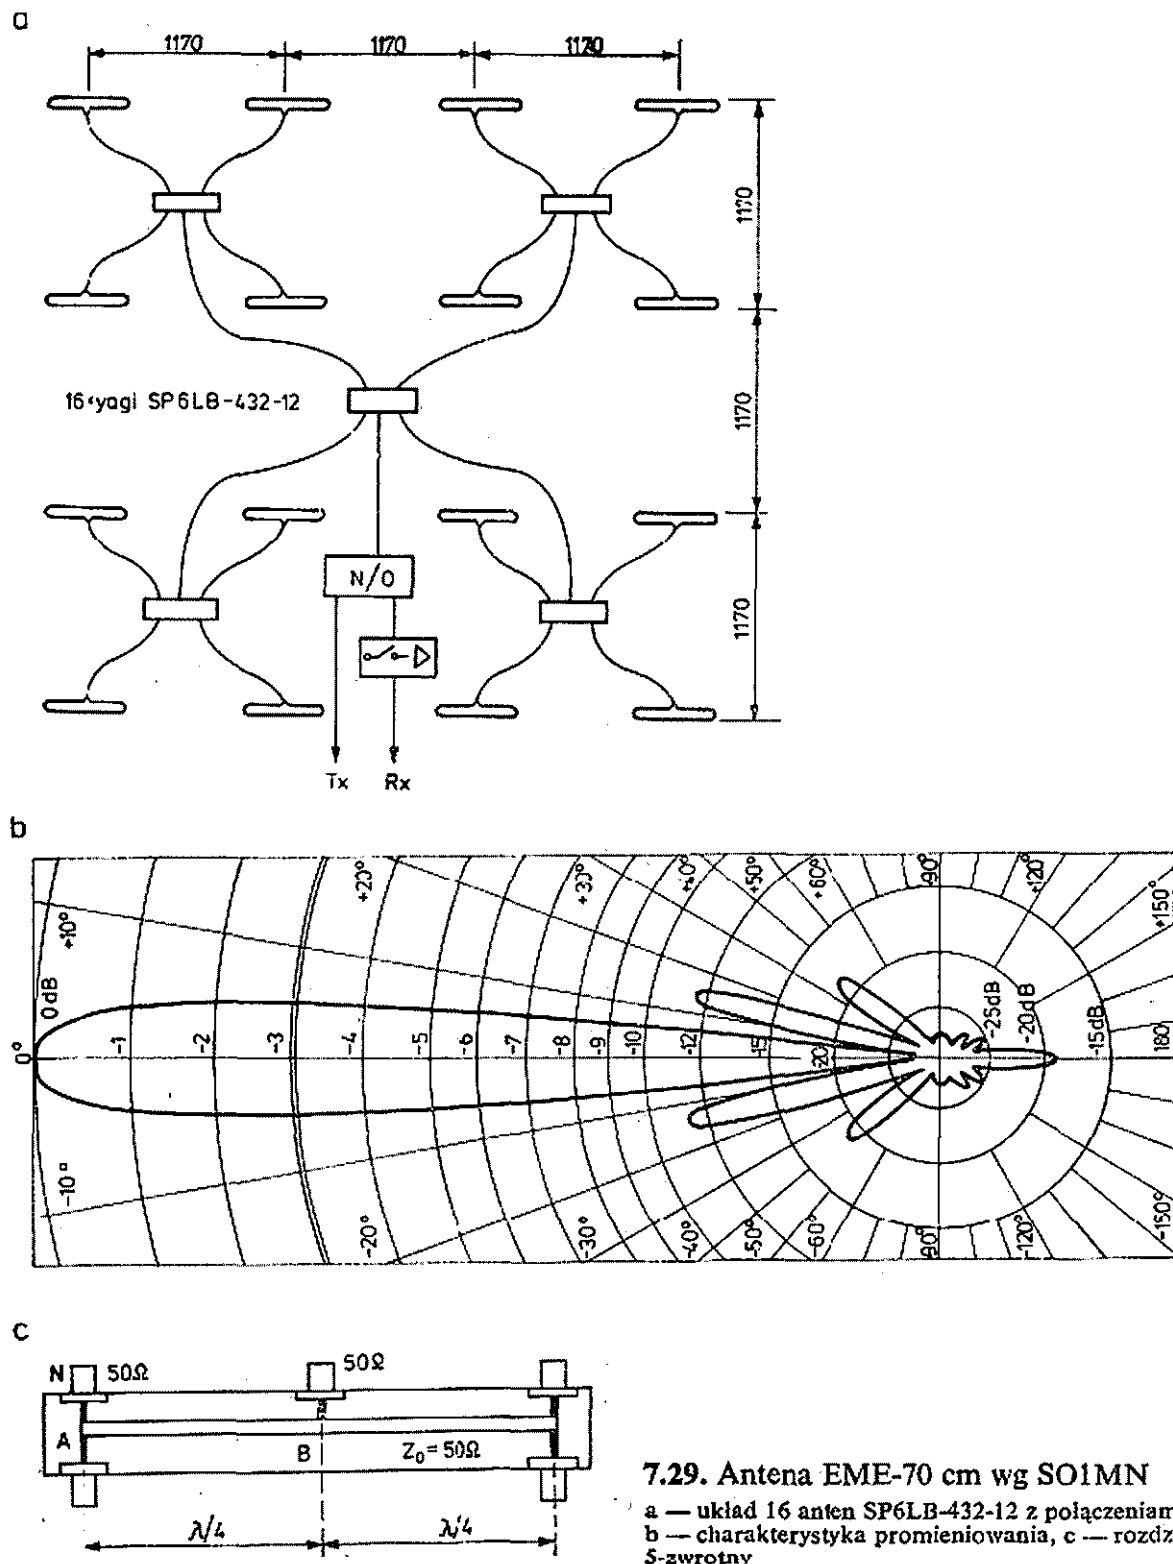 a
1170 1170 1170
1170
16×yagi SP6LB-432-12
1170
N/O
1170
Tx Rx
b
+10° +20° +30° +40° +50° +60° 90° +120° +150°
0dB
0° -1 -2 -3 -4 -5 -6 -7 -8 -9 -10 -12 -15 -20 -25dB -20dB -15dB 180
-10° -20° -30° -40° -50° -60° 90° -120° -150°
c
N 50Ω 50Ω
A B Z₀=50Ω
λ/4 λ/4
7.29. Antena EME-70 cm wg SO1MN
a — układ 16 anten SP6LB-432-12 z połączeniam
b — charakterystyka promieniowania, c — rozdz
5-zwrotny